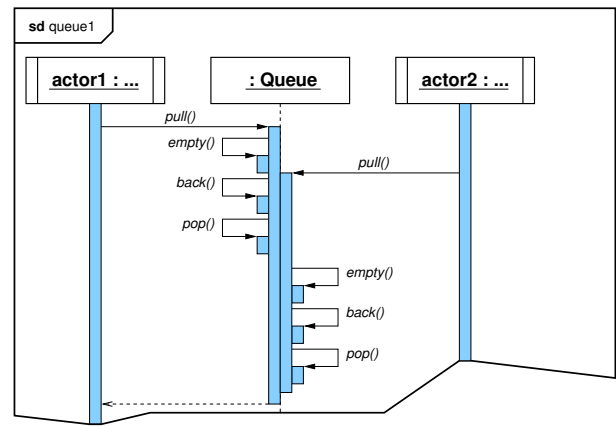 sd queue1
actor1 : ...
: Queue
actor2 : ...
pull()
empty()
pull()
back()
pop()
empty()
back()
pop()